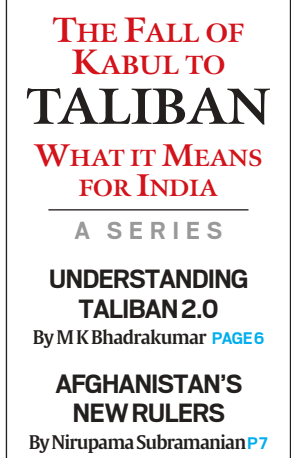 THE FALL OF
KABUL TO
TALIBAN
WHAT IT MEANS
FOR INDIA
A SERIES
UNDERSTANDING
TALIBAN 2.0
By M K Bhadrakumar PAGE 6
AFGHANISTAN'S
NEW RULERS
By Nirupama Subramanian P7